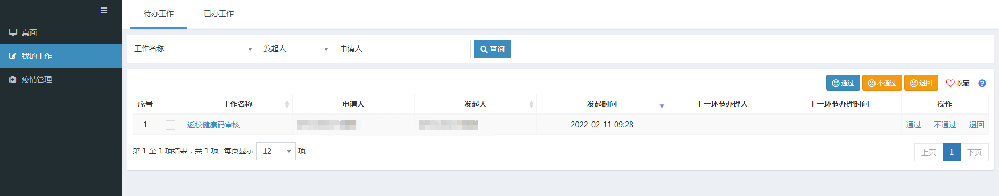 待办工作 已办工作
桌面
我的工作
疫情管理
工作名称 发起人 申请人 查询
通过 不通过 退回 收藏
序号 工作名称 申请人 发起人 发起时间 上一环节办理人 上一环节办理时间 操作
1 返校健康码审核 2022-02-11 09:28 通过 不通过 退回
第 1 至 1 项结果，共 1 项 每页显示 12 项 上页 1 下页